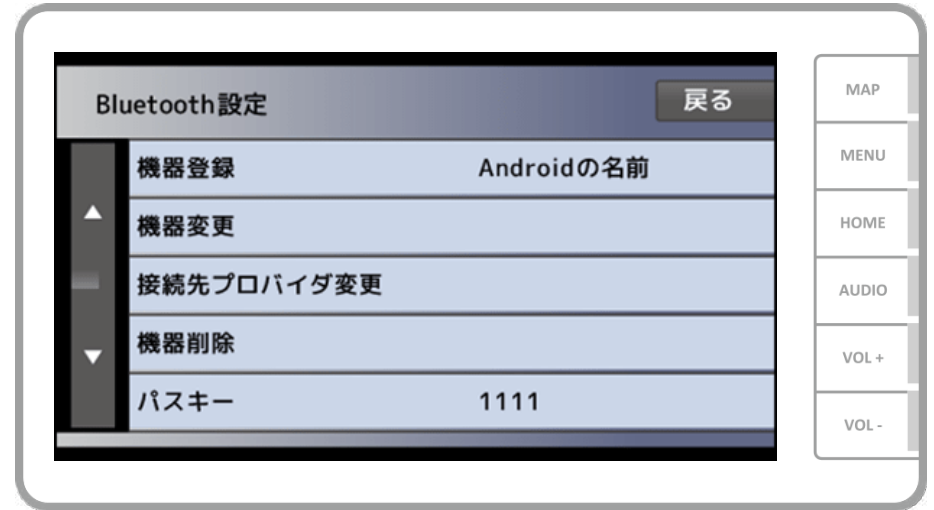 Bluetooth設定 戻る
機器登録 Androidの名前
機器変更
接続先プロバイダ変更
機器削除
パスキー 1111
MAP
MENU
HOME
AUDIO
VOL +
VOL -